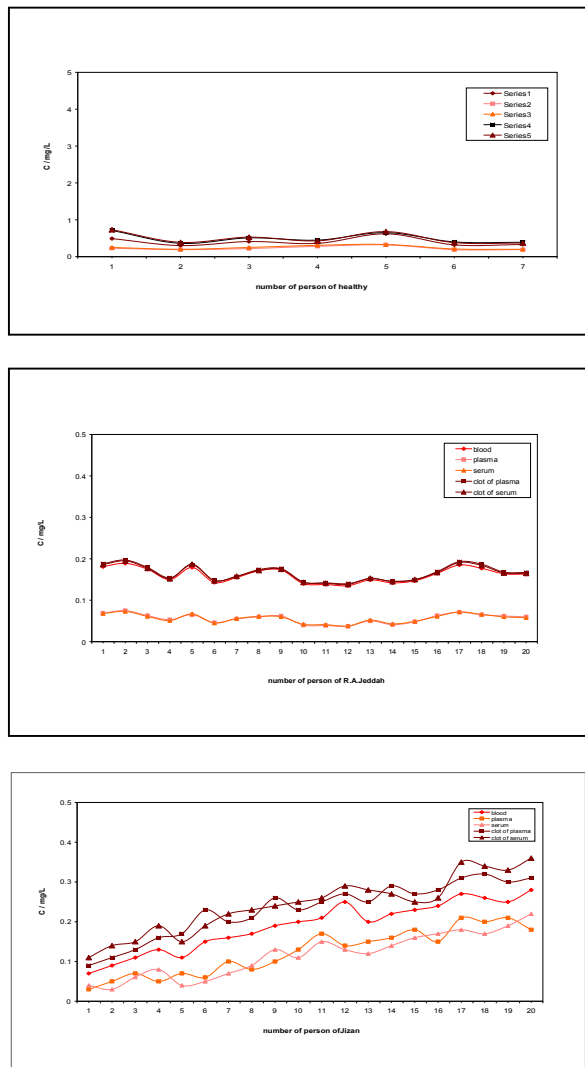 5
4
3
2
1
0
C / mg/L
Series1
Series2
Series3
Series4
Series5
1 2 3 4 5 6 7
number of person of healthy
0.5
0.4
0.3
0.2
0.1
0
C / mg/L
blood
plasma
serum
clot of plasma
clot of serum
1 2 3 4 5 6 7 8 9 10 11 12 13 14 15 16 17 18 19 20
number of person of R.A.Jeddah
0.5
0.4
0.3
0.2
0.1
0
C / mg/L
blood
plasma
serum
clot of plasma
clot of serum
1 2 3 4 5 6 7 8 9 10 11 12 13 14 15 16 17 18 19 20
number of person ofJizan